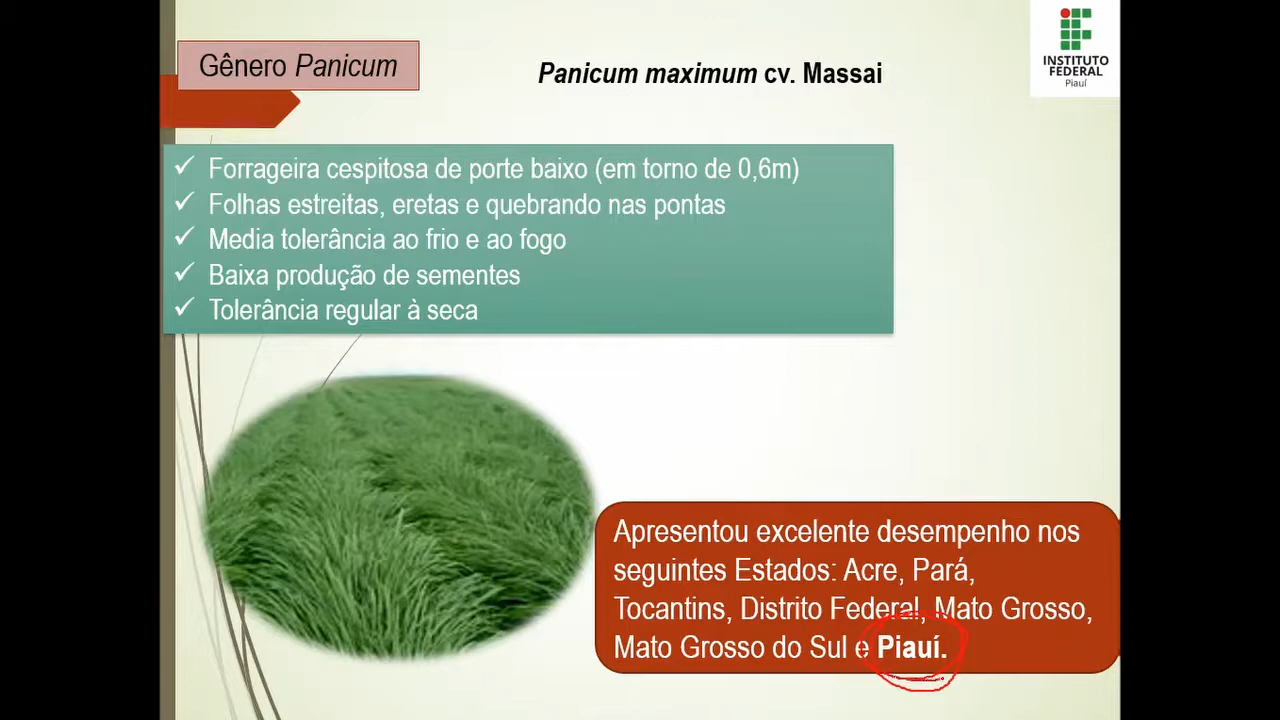 Gênero Panicum
Panicum maximum cv. Massai
INSTITUTO
FEDERAL
Piauí
✓ Forrageira cespitosa de porte baixo (em torno de 0,6m)
✓ Folhas estreitas, eretas e quebrando nas pontas
✓ Media tolerância ao frio e ao fogo
✓ Baixa produção de sementes
✓ Tolerância regular à seca
Apresentou excelente desempenho nos
seguintes Estados: Acre, Pará,
Tocantins, Distrito Federal, Mato Grosso,
Mato Grosso do Sul e Piauí.